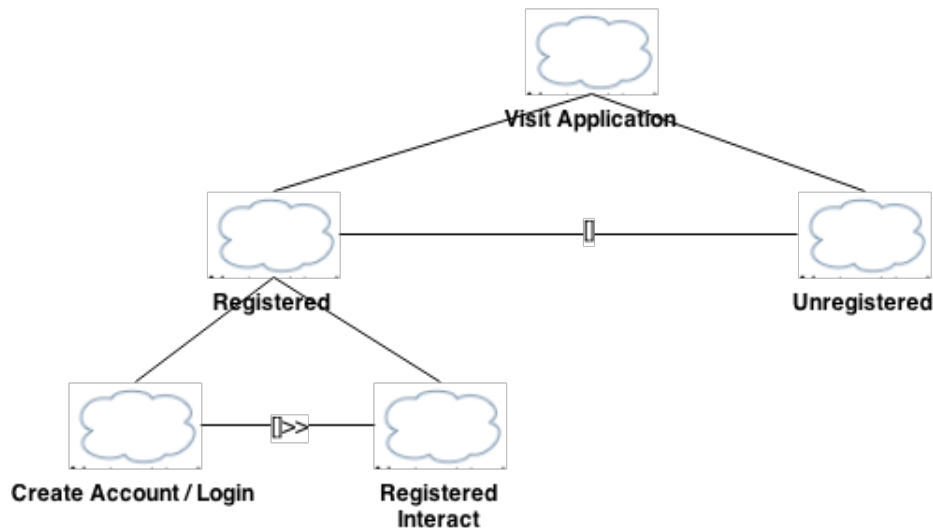 Visit Application
[]
Registered
Unregistered
[]>>
Create Account / Login
Registered
Interact